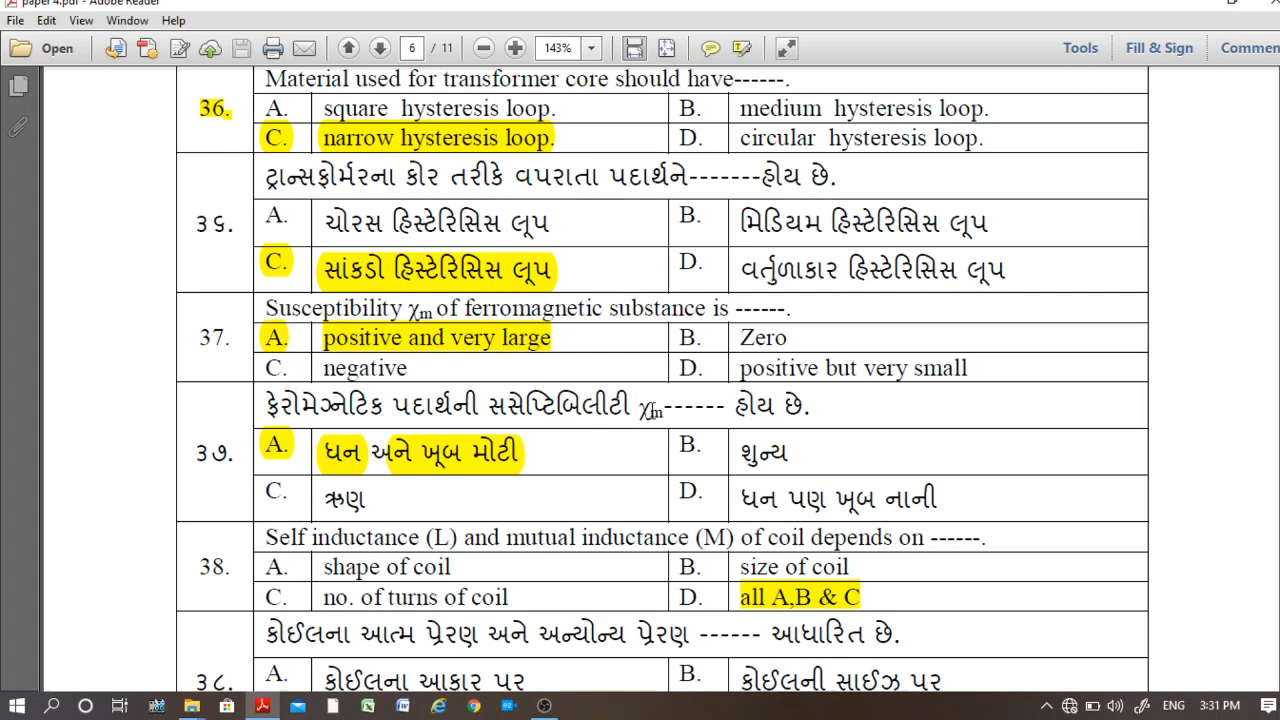 paper 4.pdf - Adobe Reader
File Edit View Window Help
Open 6 / 11 143% Tools Fill & Sign Commen
Material used for transformer core should have------.
36. A. square hysteresis loop. B. medium hysteresis loop.
C. narrow hysteresis loop. D. circular hysteresis loop.
ટ્રાન્સફોર્મરના કોર તરીકે વપરાતા પદાર્થને-------હોય છે.
૩૬. A. ચોરસ હિસ્ટેરિસિસ લૂપ B. મિડિયમ હિસ્ટેરિસિસ લૂપ
C. સાંકડો હિસ્ટેરિસિસ લૂપ D. વર્તુળાકાર હિસ્ટેરિસિસ લૂપ
Susceptibility χm of ferromagnetic substance is ------.
37. A. positive and very large B. Zero
C. negative D. positive but very small
ફેરોમેગ્નેટિક પદાર્થની સસેપ્ટિબિલીટી χm------ હોય છે.
૩૭. A. ધન અને ખૂબ મોટી B. શુન્ય
C. ઋણ D. ધન પણ ખૂબ નાની
Self inductance (L) and mutual inductance (M) of coil depends on ------.
38. A. shape of coil B. size of coil
C. no. of turns of coil D. all A,B & C
કોઈલના આત્મ પ્રેરણ અને અન્યોન્ય પ્રેરણ ------ આધારિત છે.
૩૮. A. કોઈલના આકાર પર B. કોઈલની સાઈઝ પર
ENG 3:31 PM